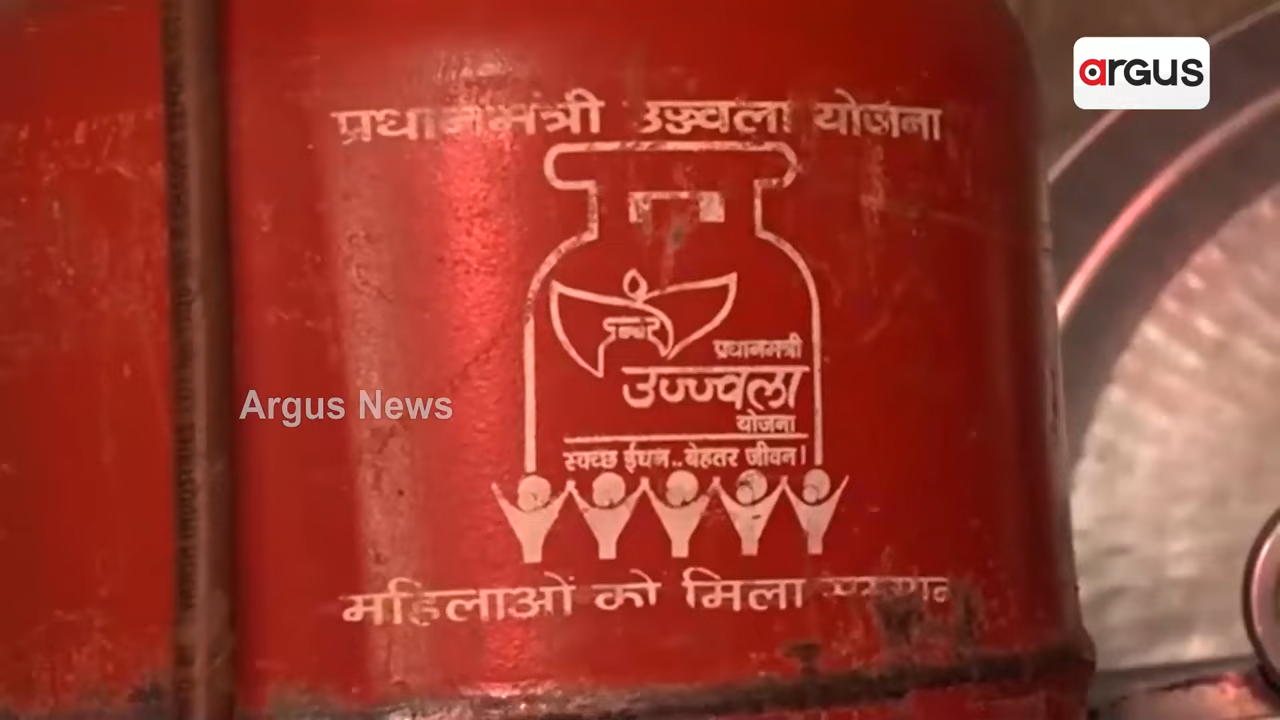 argus
प्रधानमंत्री उज्ज्वला योजना
प्रधानमंत्री
उज्ज्वला
योजना
स्वच्छ ईंधन.. बेहतर जीवन।
Argus News
महिलाओं को मिला